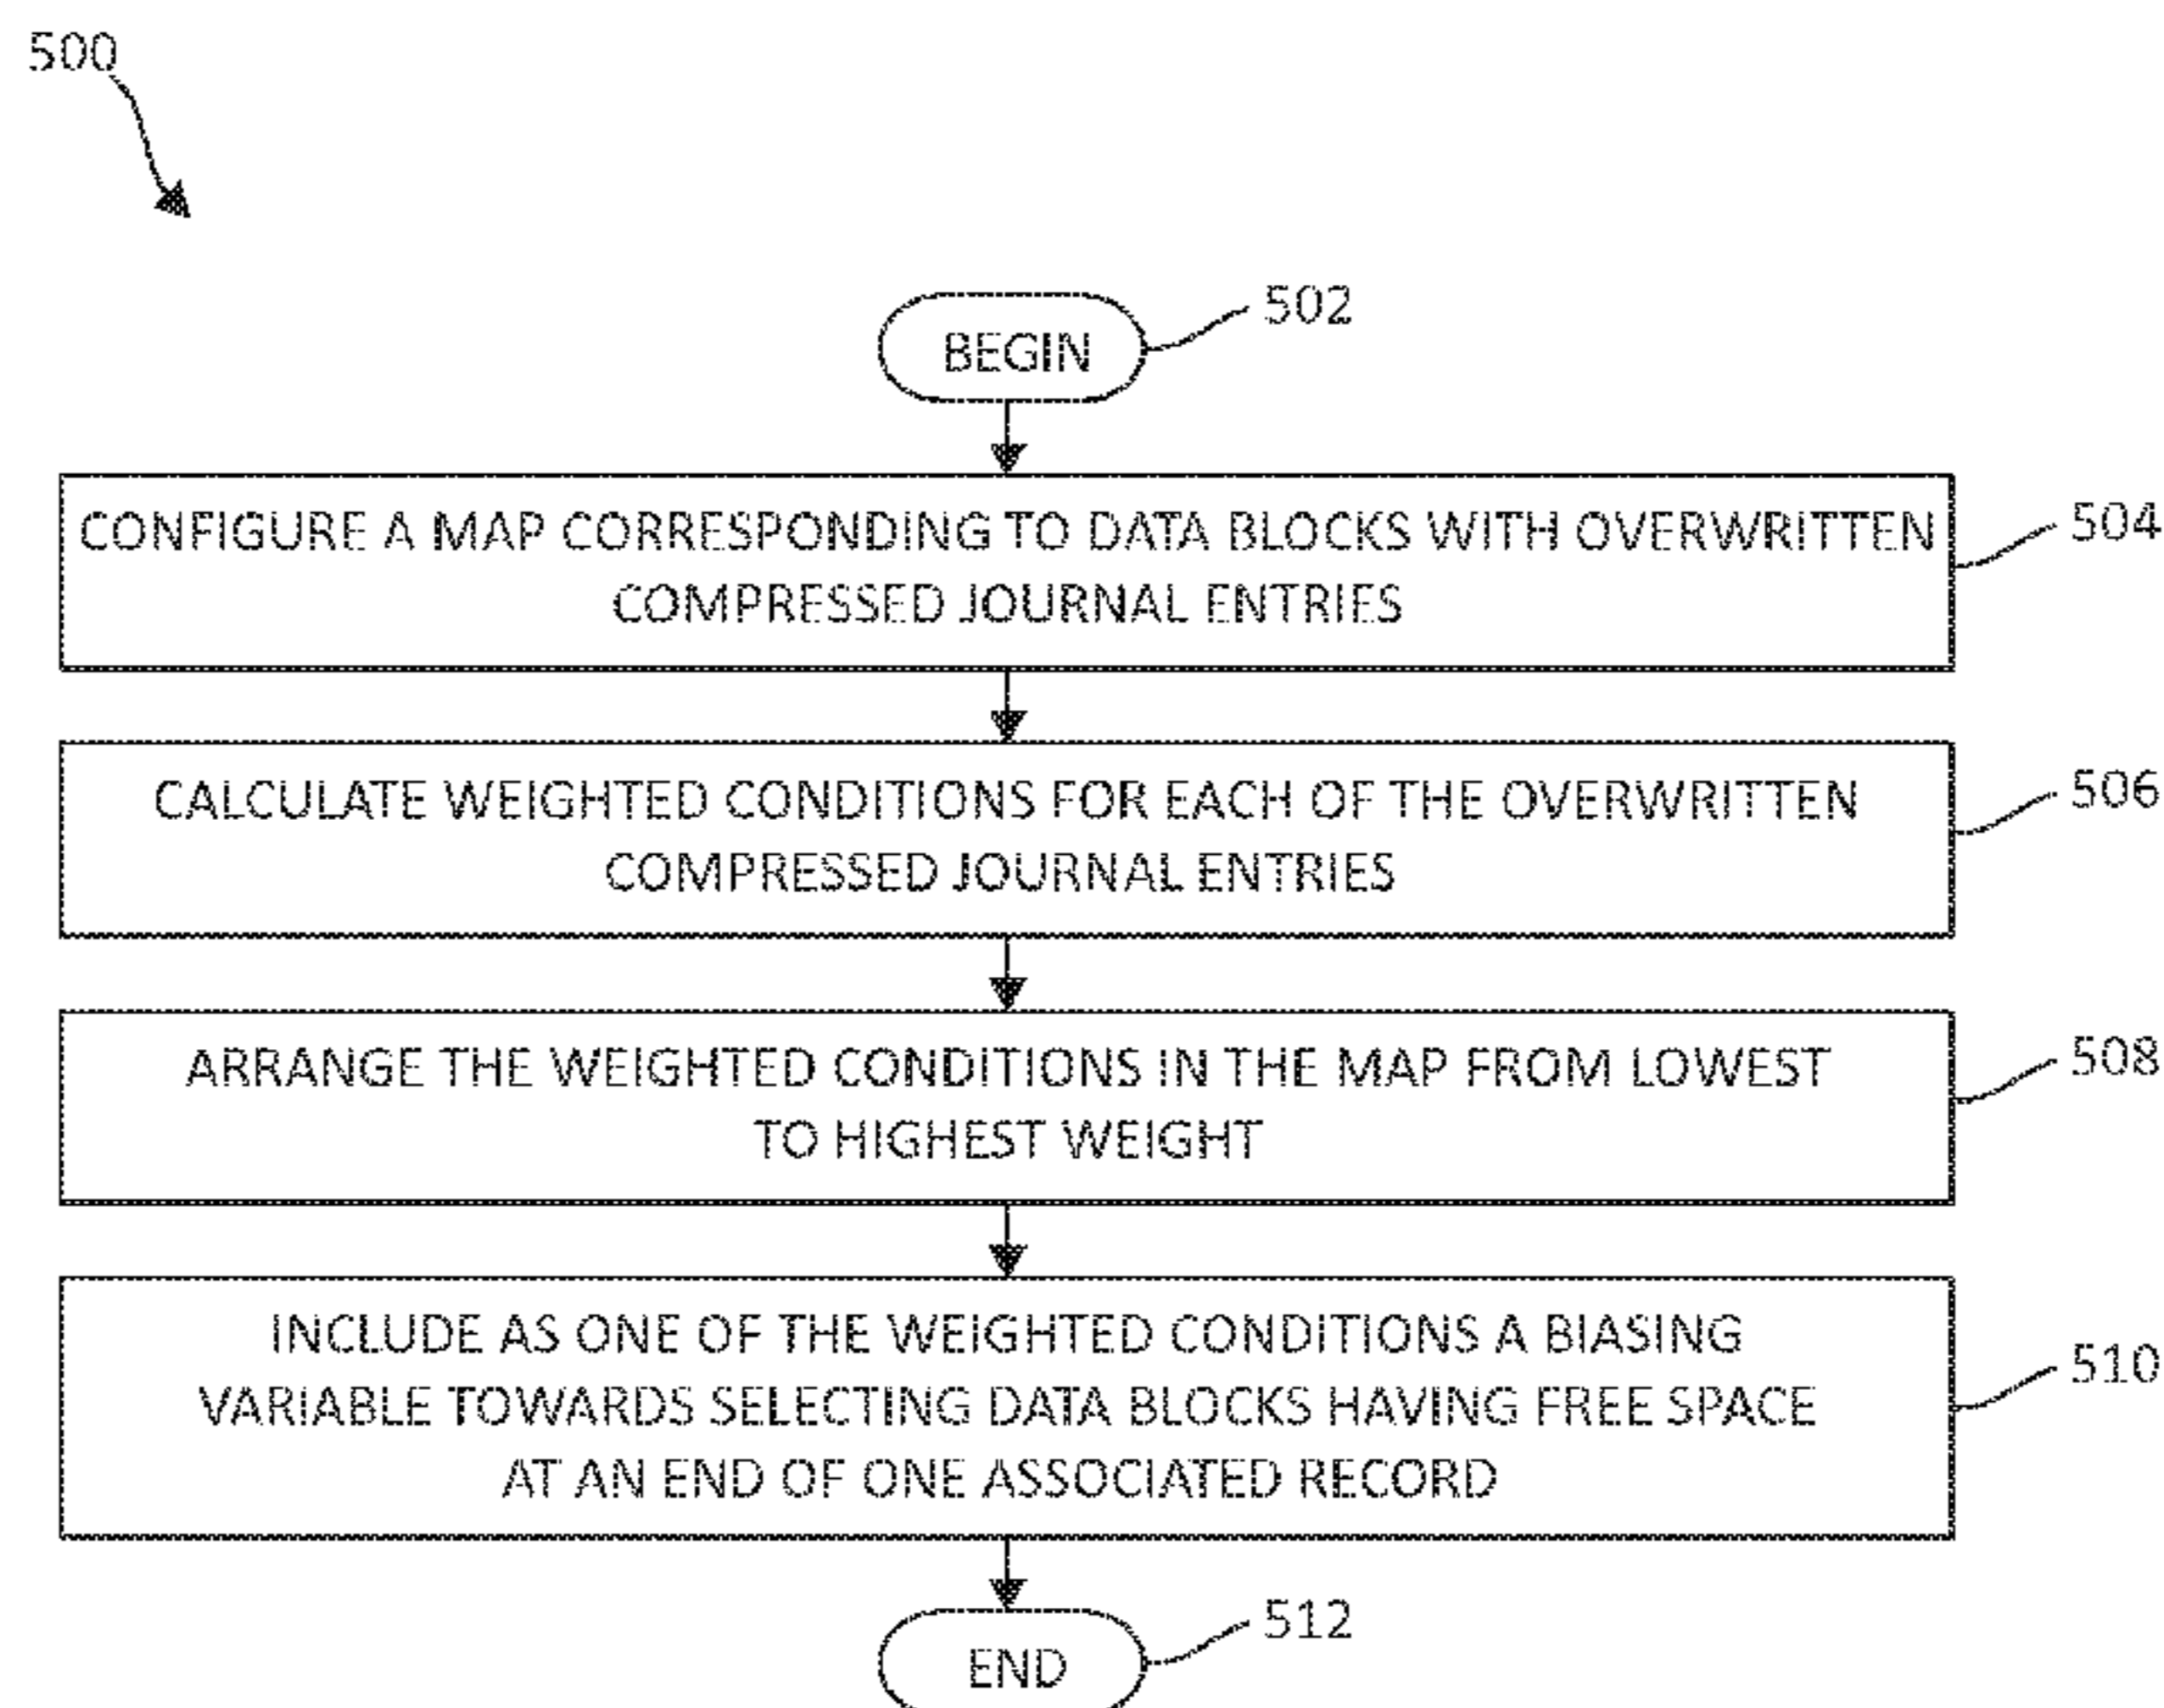 500
BEGIN
502
CONFIGURE A MAP CORRESPONDING TO DATA BLOCKS WITH OVERWRITTEN
COMPRESSED JOURNAL ENTRIES
504
CALCULATE WEIGHTED CONDITIONS FOR EACH OF THE OVERWRITTEN
COMPRESSED JOURNAL ENTRIES
506
ARRANGE THE WEIGHTED CONDITIONS IN THE MAP FROM LOWEST
TO HIGHEST WEIGHT
508
INCLUDE AS ONE OF THE WEIGHTED CONDITIONS A BIASING
VARIABLE TOWARDS SELECTING DATA BLOCKS HAVING FREE SPACE
AT AN END OF ONE ASSOCIATED RECORD
510
END
512